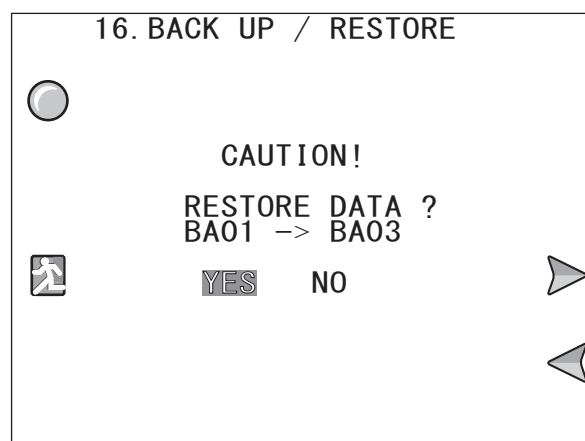 16.BACK UP / RESTORE
CAUTION!
RESTORE DATA ?
BA01 -> BA03
YES NO